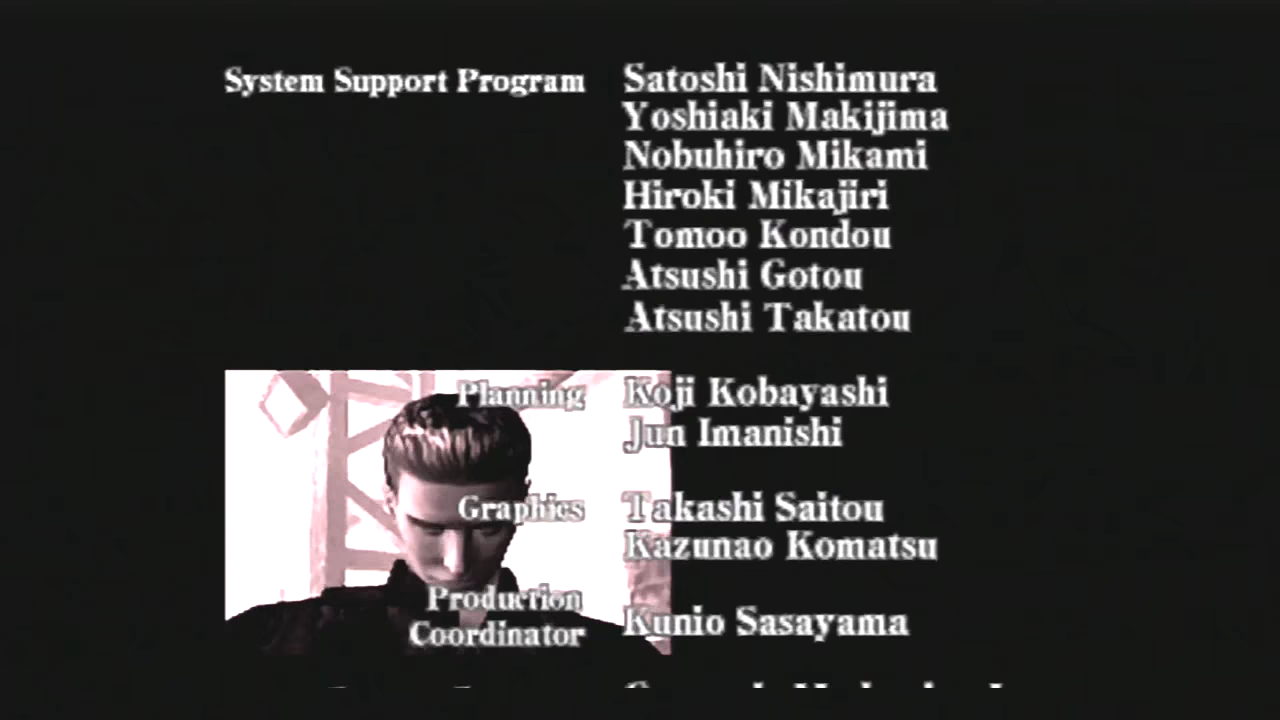 System Support Program Satoshi Nishimura
Yoshiaki Makijima
Nobuhiro Mikami
Hiroki Mikajiri
Tomoo Kondou
Atsushi Gotou
Atsushi Takatou
Planning Koji Kobayashi
Jun Imanishi
Graphics Takashi Saitou
Kazunao Komatsu
Production
Coordinator Kunio Sasayama